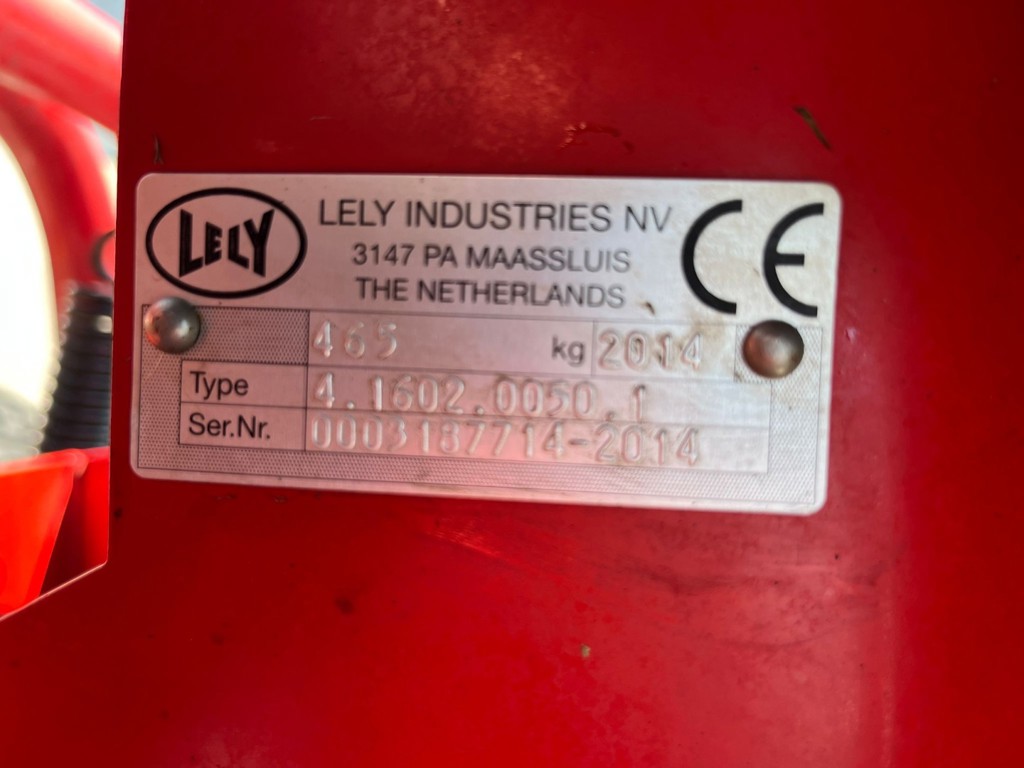 LELY
LELY INDUSTRIES NV
3147 PA MAASSLUIS
THE NETHERLANDS
CE
465 kg 2014
Type 4.1602.0050.1
Ser.Nr. 0003187714-2014